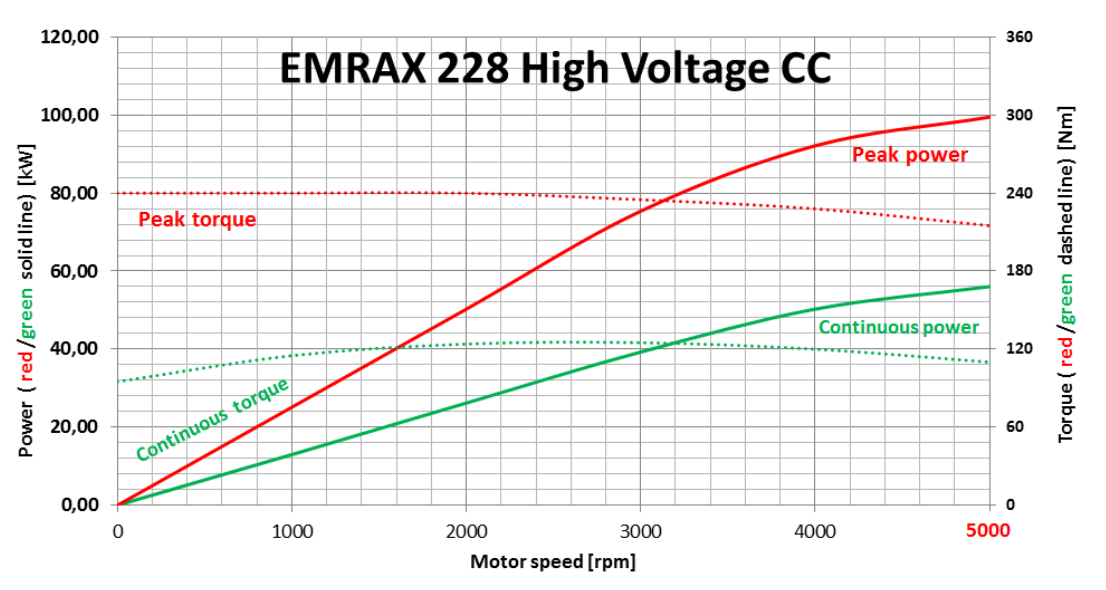 EMRAX 228 High Voltage CC
120,00
100,00
80,00
60,00
40,00
20,00
0,00
Power ( red /green solid line) [kW]
360
300
240
180
120
60
0
Torque ( red /green dashed line) [Nm]
Peak power
Peak torque
Continuous power
Continuous torque
0
1000
2000
3000
4000
5000
Motor speed [rpm]